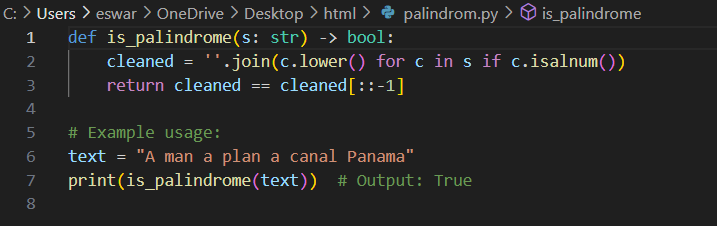 C: > Users > eswar > OneDrive > Desktop > html > palindrom.py > is_palindrome
1 def is_palindrome(s: str) -> bool:
2     cleaned = ''.join(c.lower() for c in s if c.isalnum())
3     return cleaned == cleaned[::-1]
4
5 # Example usage:
6 text = "A man a plan a canal Panama"
7 print(is_palindrome(text))  # Output: True
8